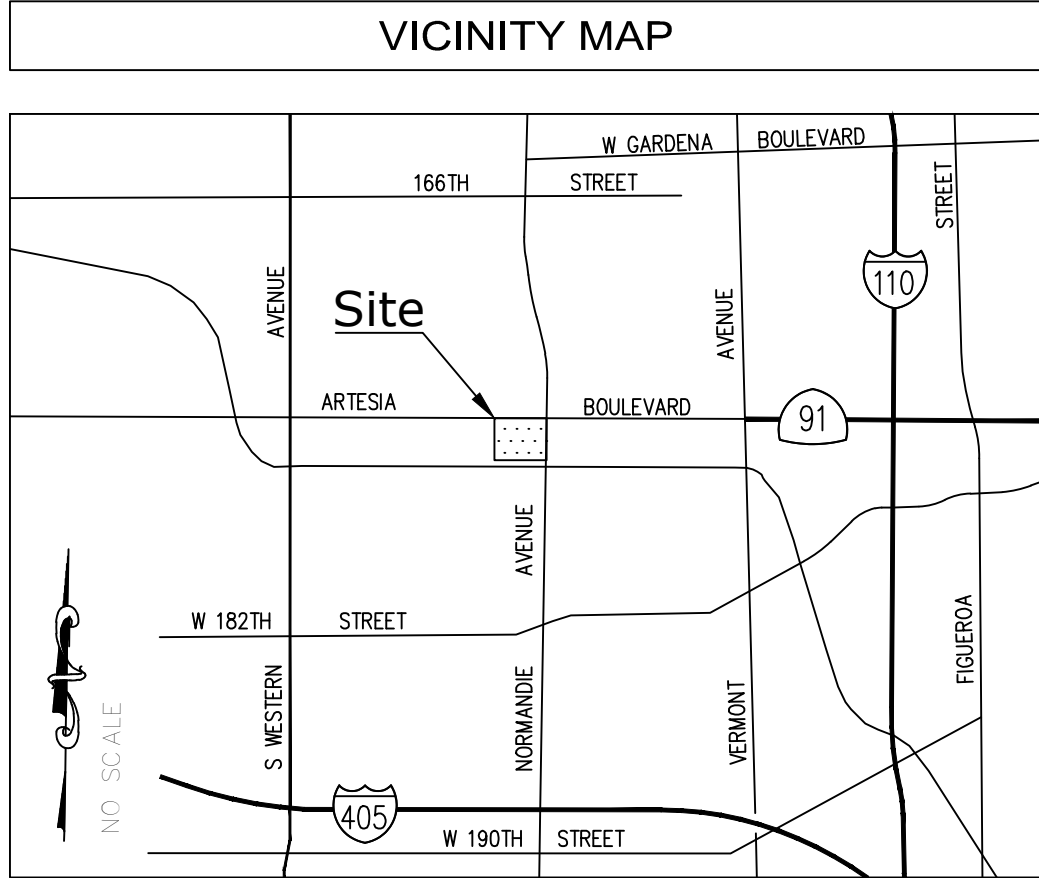 VICINITY MAP
W GARDENA BOULEVARD
166TH STREET
STREET
AVENUE
110
AVENUE
Site
ARTESIA BOULEVARD
91
AVENUE
W 182TH STREET
FIGUEROA
S WESTERN
NORMANDIE
VERMONT
NO SCALE
405
W 190TH STREET